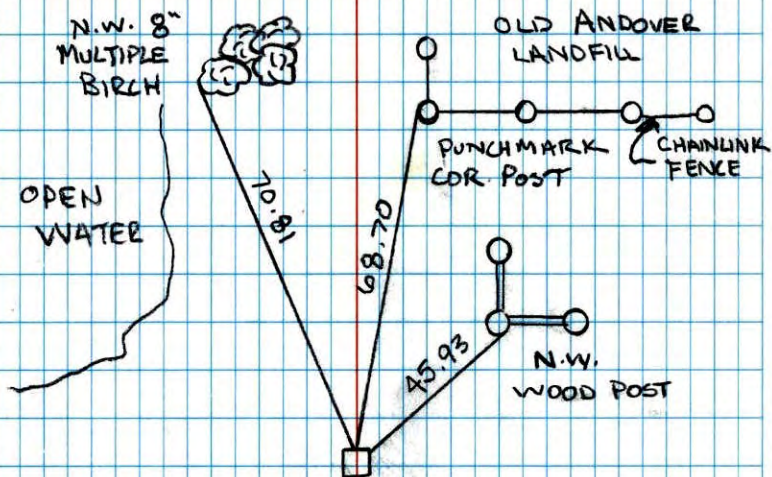 N.W. 8"
MULTIPLE
BIRCH
OLD ANDOVER
LANDFILL
PUNCHMARK
COR. POST
CHAINLINK
FENCE
OPEN
WATER
70.81
68.70
45.93
N.W.
WOOD POST